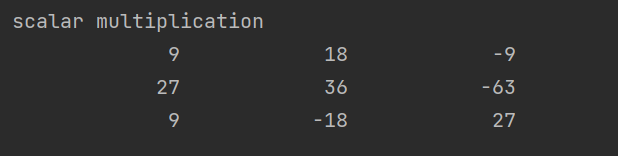 scalar multiplication
9 18 -9
27 36 -63
9 -18 27